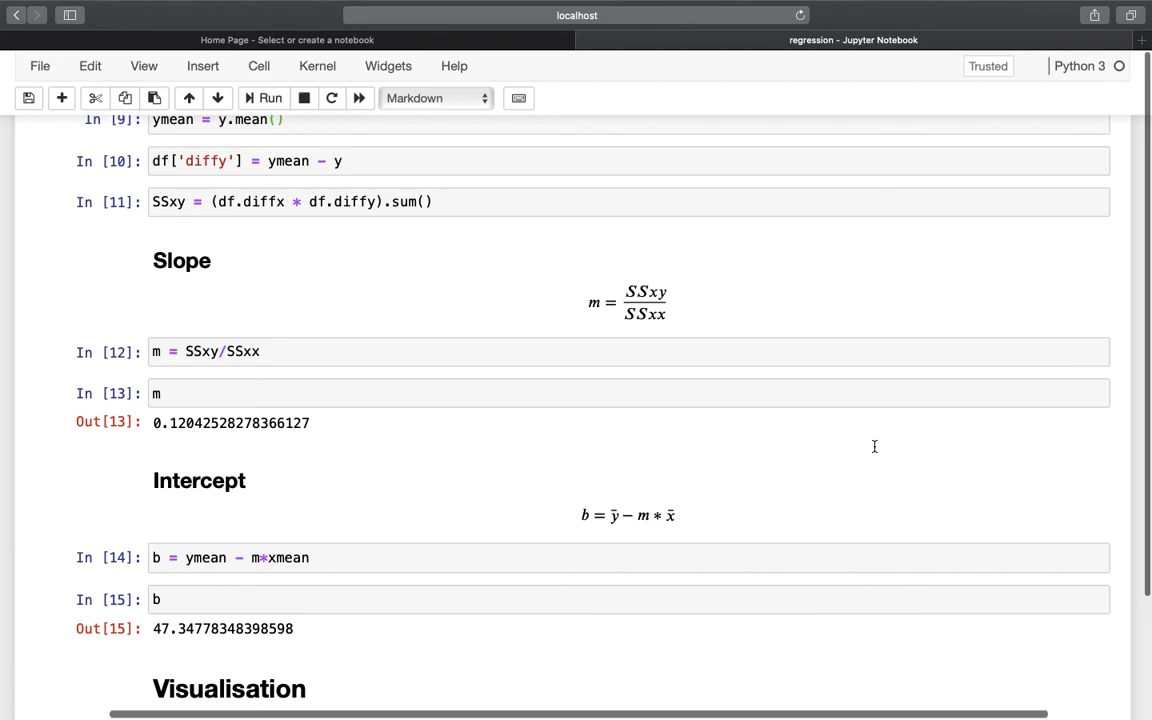 localhost
Home Page - Select or create a notebook
regression - Jupyter Notebook
File Edit View Insert Cell Kernel Widgets Help Trusted Python 3
Run Markdown
In [9]: ymean = y.mean()
In [10]: df['diffy'] = ymean - y
In [11]: SSxy = (df.diffx * df.diffy).sum()
Slope
m = SSxy / SSxx
In [12]: m = SSxy/SSxx
In [13]: m
Out[13]: 0.12042528278366127
Intercept
b = ȳ − m ∗ x̄
In [14]: b = ymean - m*xmean
In [15]: b
Out[15]: 47.34778348398598
Visualisation